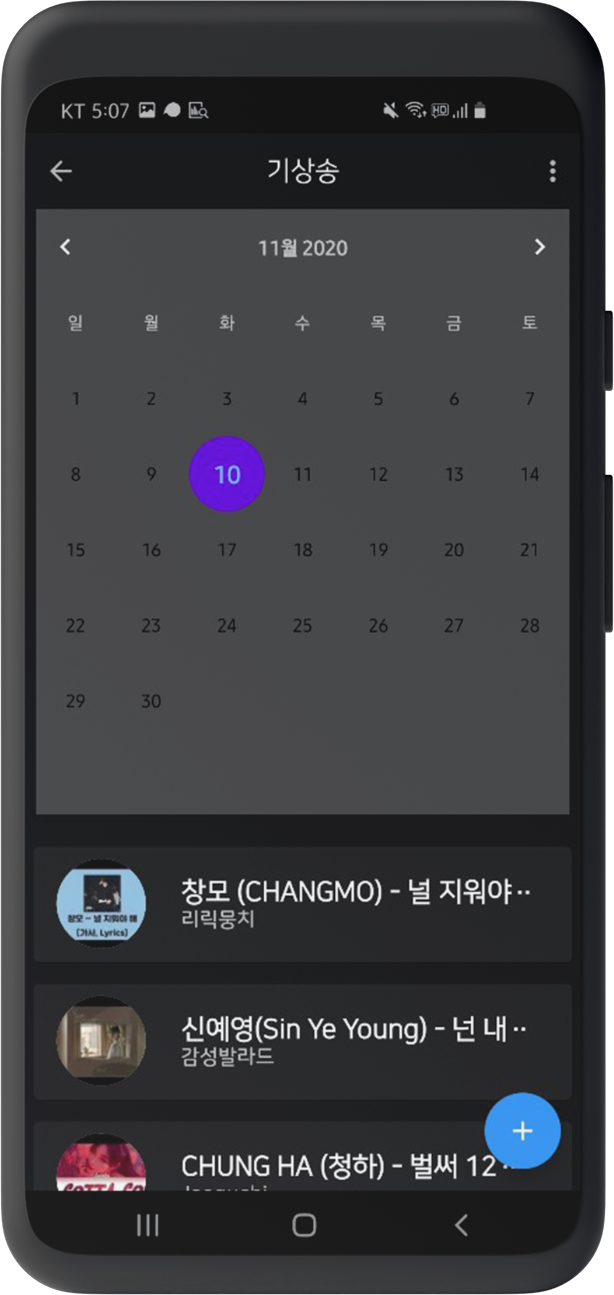 KT 5:07
HD
기상송
11월 2020
일 월 화 수 목 금 토
1 2 3 4 5 6 7
8 9 10 11 12 13 14
15 16 17 18 19 20 21
22 23 24 25 26 27 28
29 30
창모 (CHANGMO) - 널 지워야··
리릭뭉치
창모 - 널 지워야 해
(가사, Lyrics)
신예영(Sin Ye Young) - 넌 내··
감성발라드
CHUNG HA (청하) - 벌써 12··
GOTTA GO
+